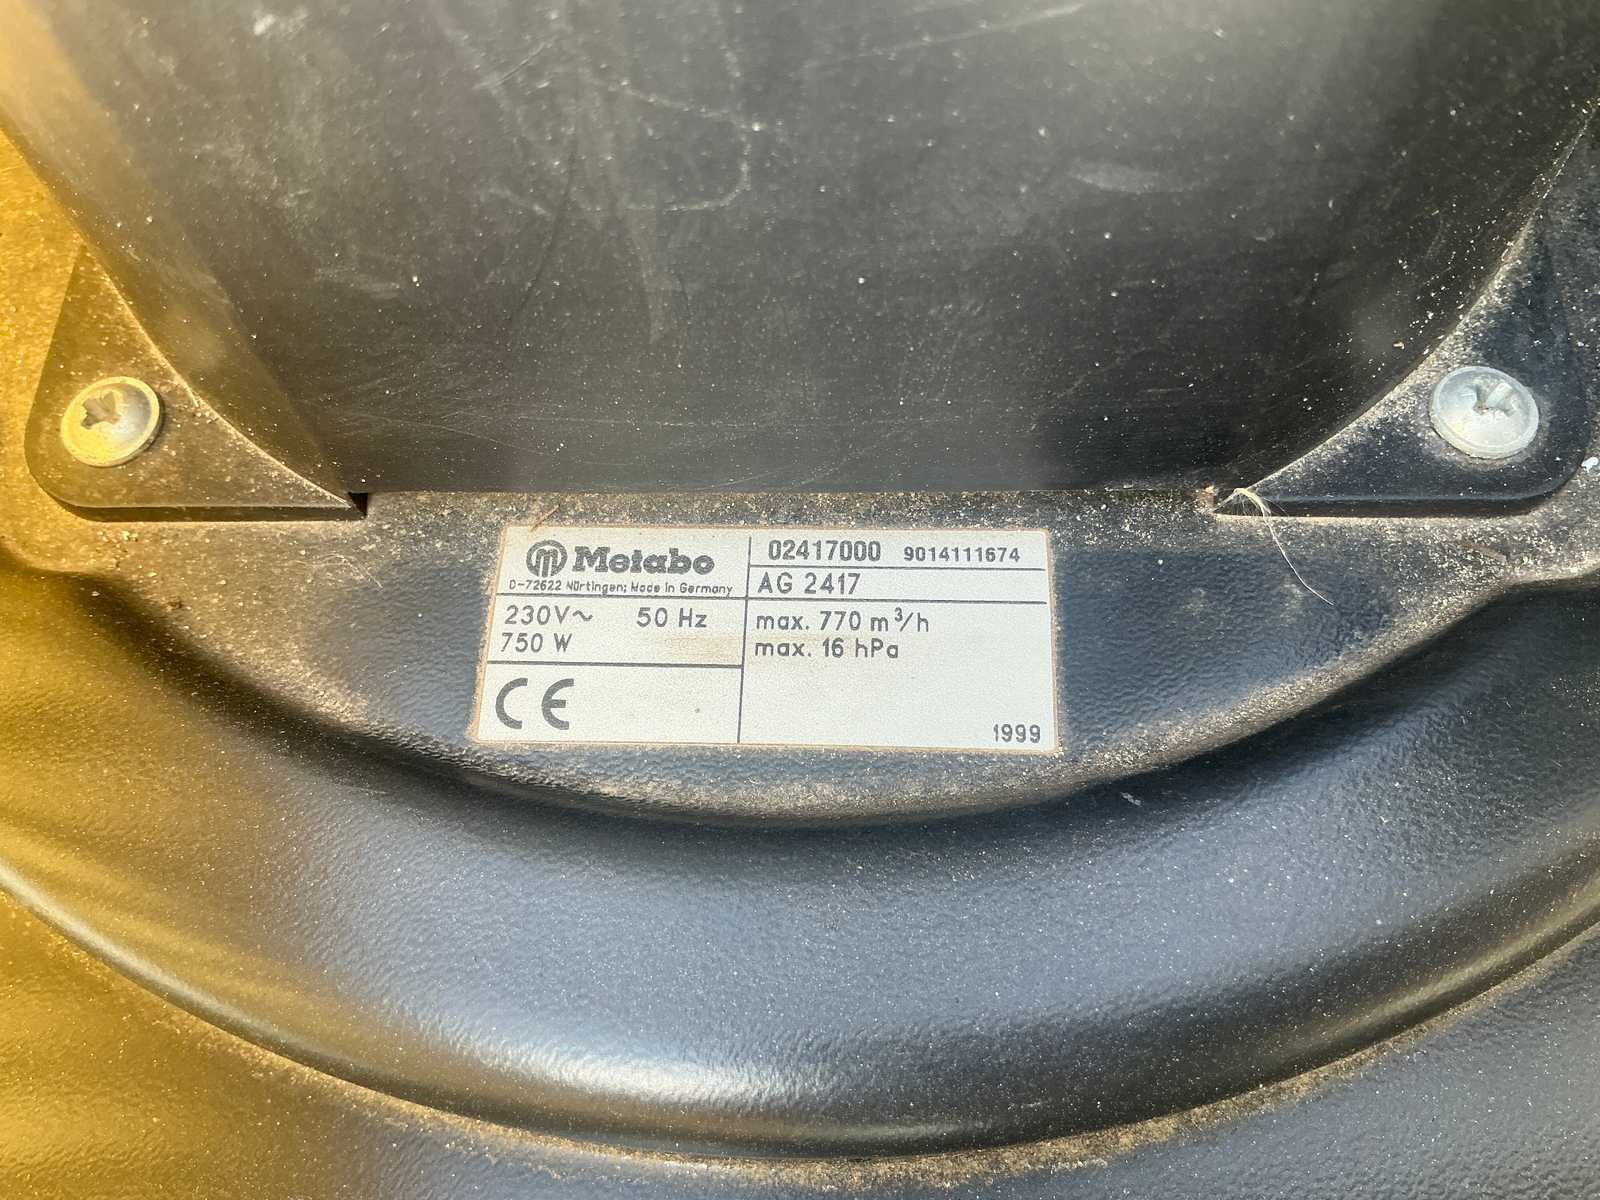 Metabo
D-72622 Nürtingen; Made in Germany
02417000 9014111674
AG 2417
230V~ 50 Hz
750 W
max. 770 m³/h
max. 16 hPa
CE
1999